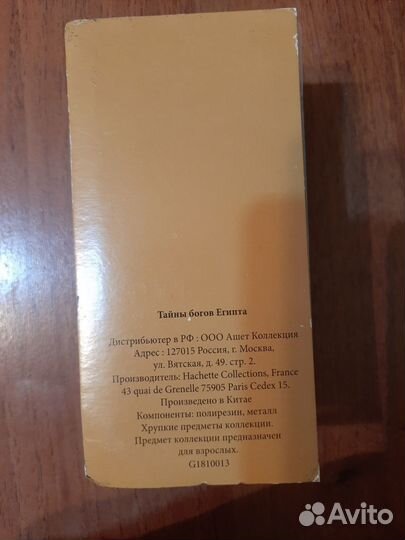 Тайны богов Египта
Дистрибьютер в РФ : ООО Ашет Коллекция
Адрес : 127015 Россия, г. Москва,
ул. Вятская, д. 49. стр. 2.
Производитель: Hachette Collections, France
43 quai de Grenelle 75905 Paris Cedex 15.
Произведено в Китае
Компоненты: полирезин, металл
Хрупкие предметы коллекции.
Предмет коллекции предназначен
для взрослых.
G1810013
Avito